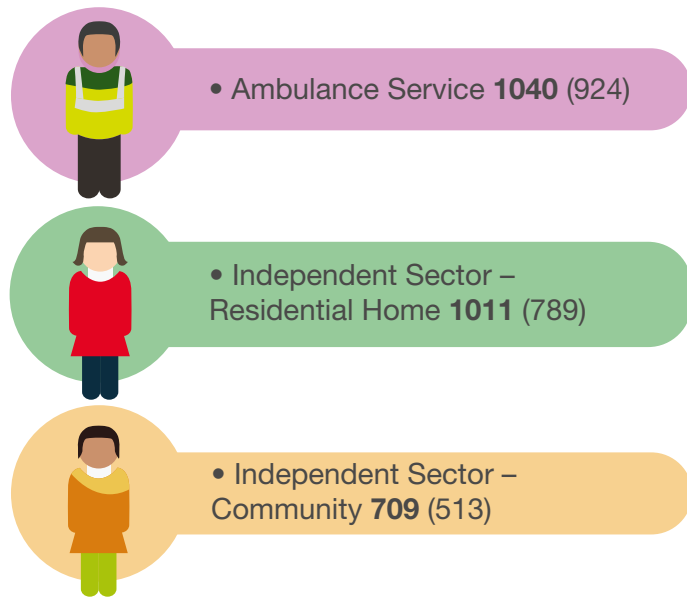 • Ambulance Service 1040 (924)
• Independent Sector –
Residential Home 1011 (789)
• Independent Sector –
Community 709 (513)